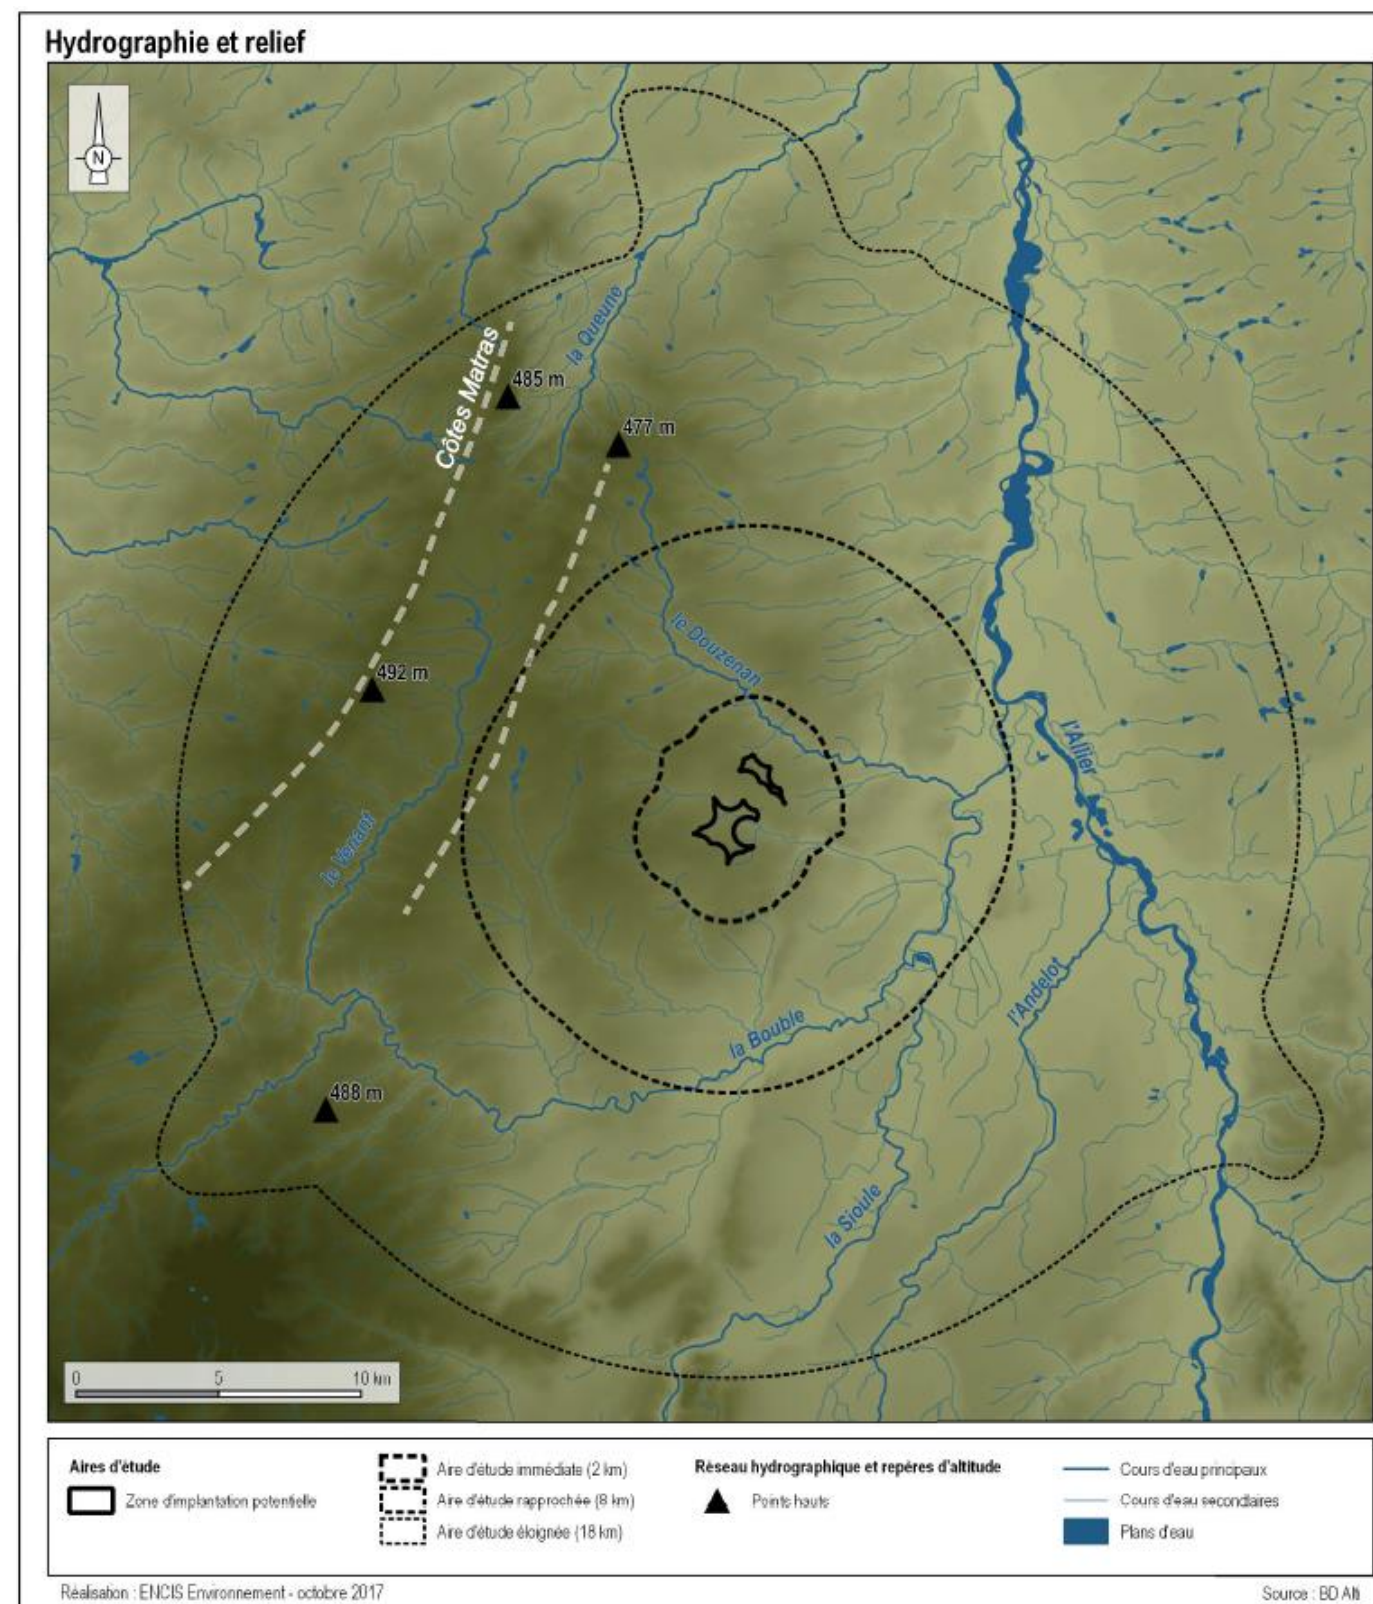 Hydrographie et relief
N
la Queune
Côtes Matras
485 m
477 m
le Douzenan
492 m
l'Allier
le Venant
l'Andelot
la Bouble
488 m
la Sioule
0 5 10 km
Aires d'étude
Zone d'implantation potentielle
Aire d'étude immédiate (2 km)
Aire d'étude rapprochée (8 km)
Aire d'étude éloignée (18 km)
Réseau hydrographique et repères d'altitude
Points hauts
Cours d'eau principaux
Cours d'eau secondaires
Plans d'eau
Réalisation : ENCIS Environnement - octobre 2017
Source : BD Alti